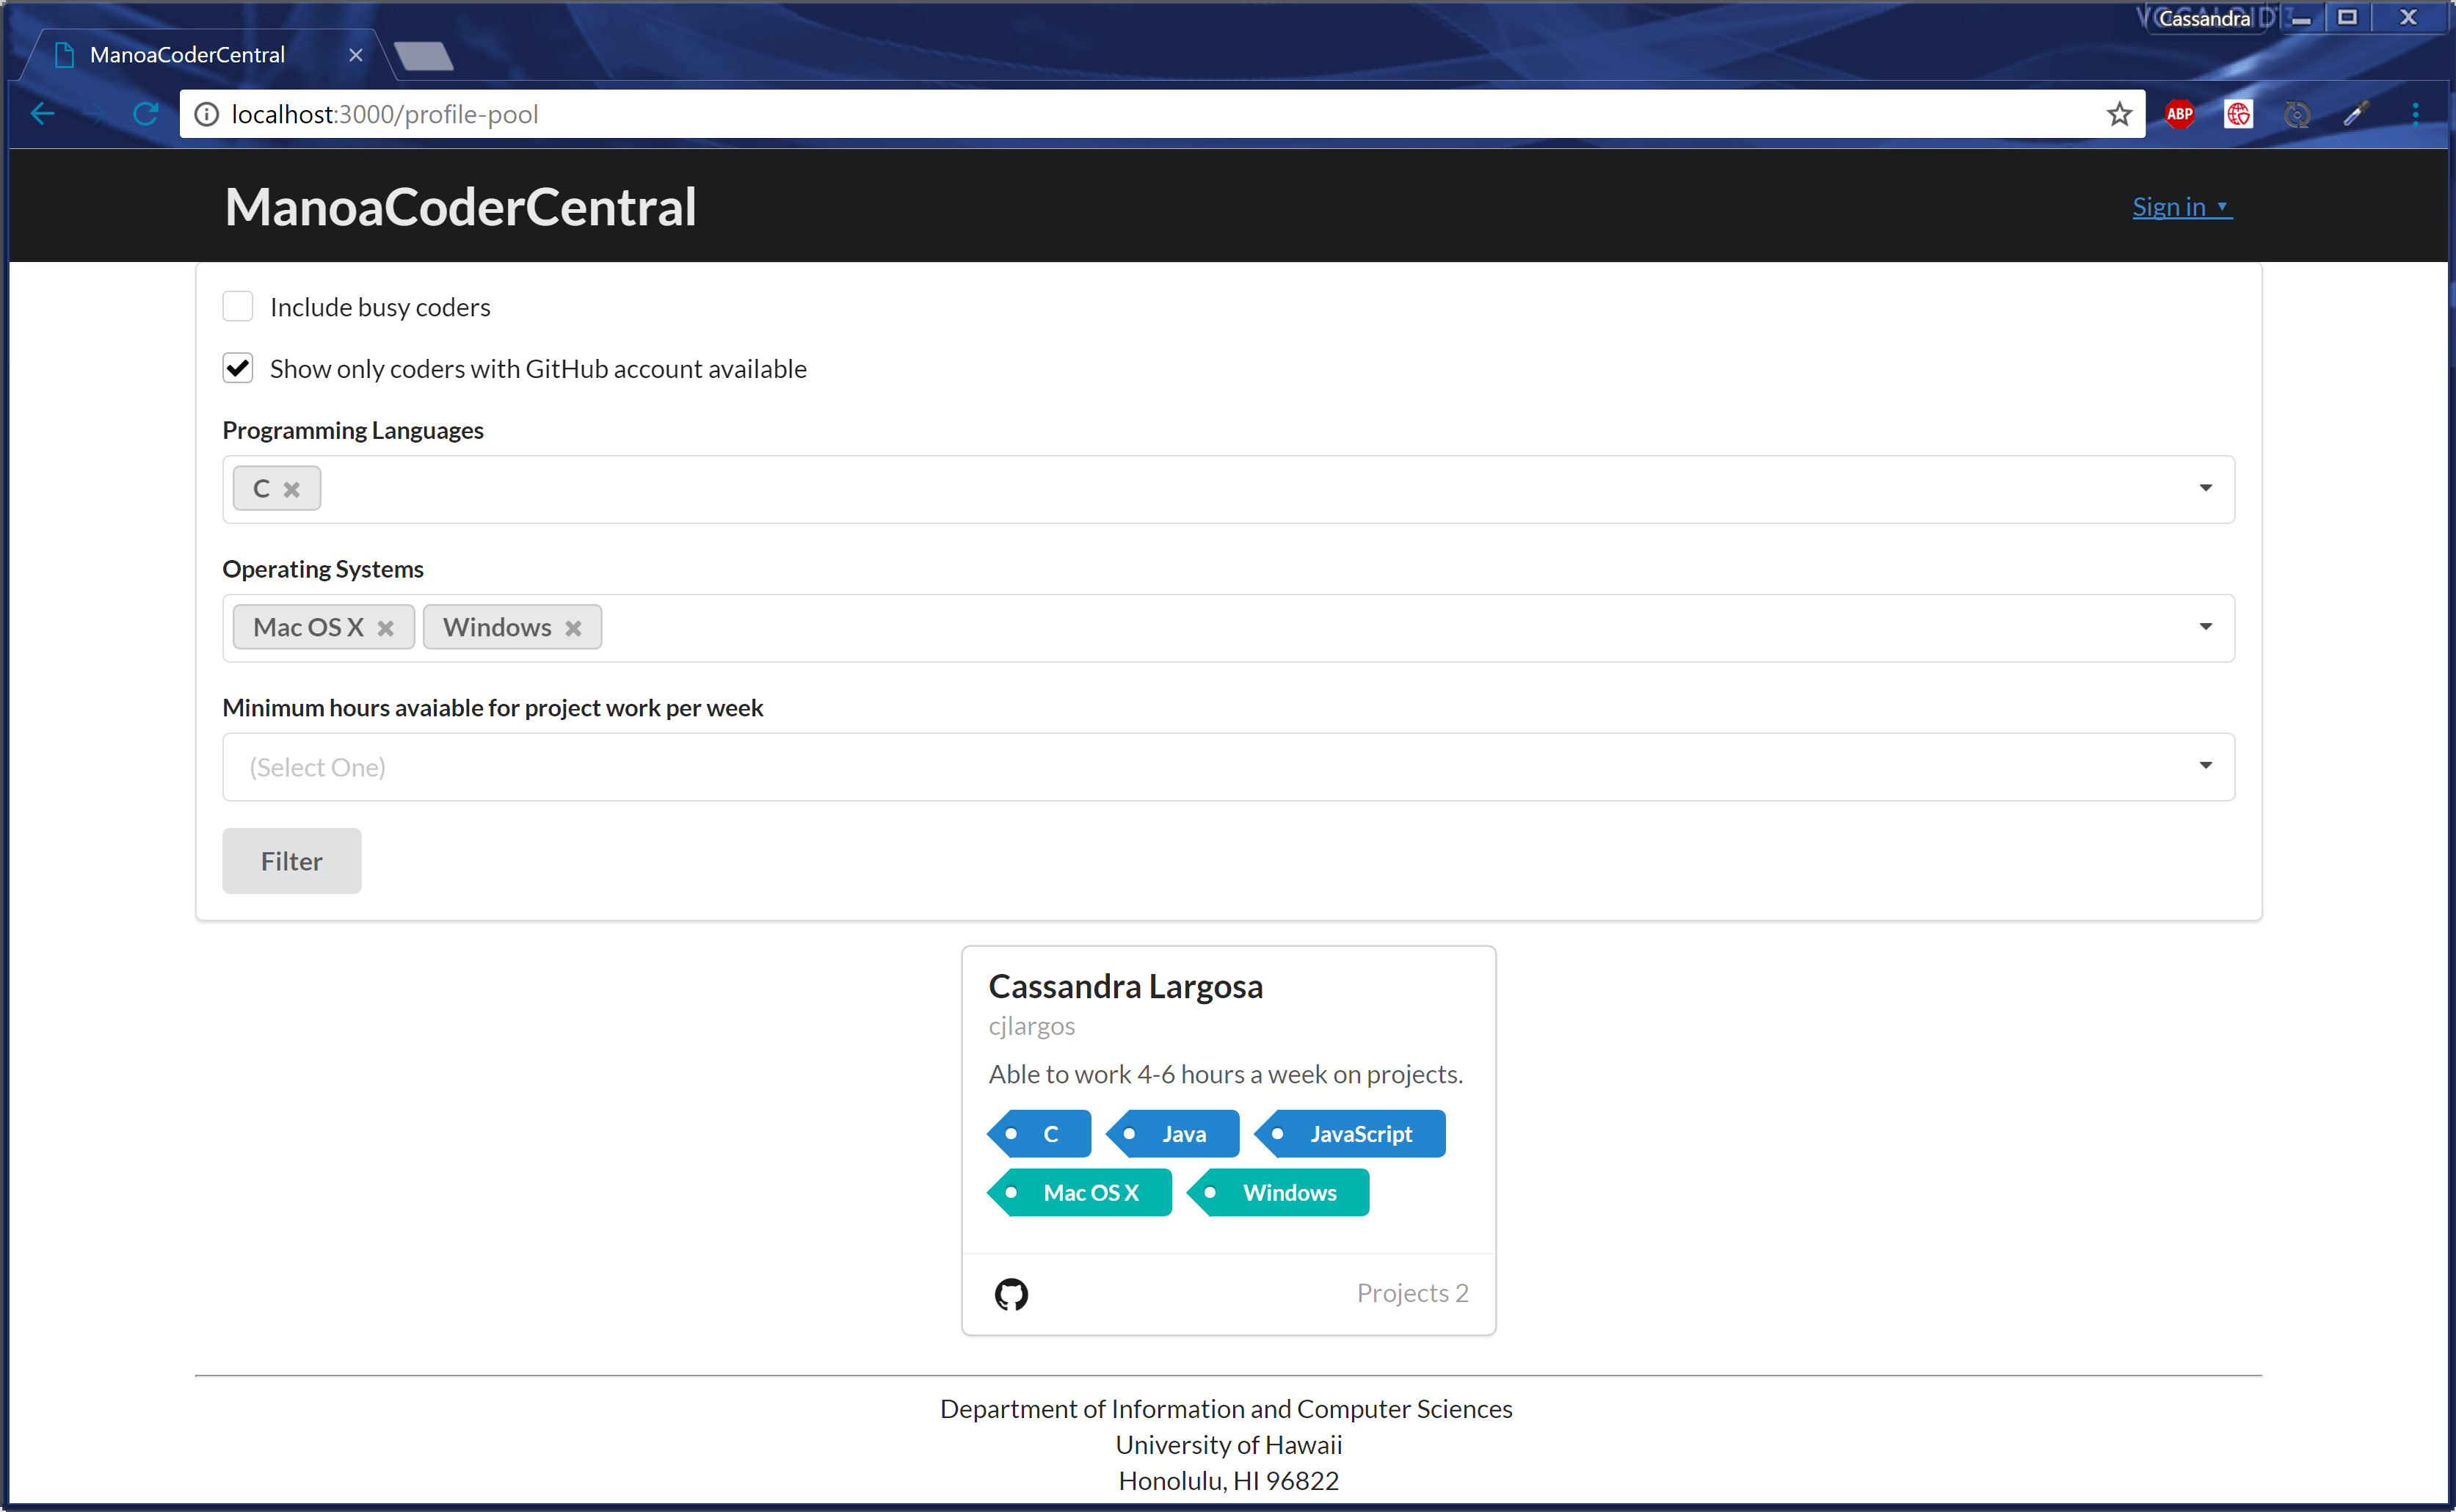 Cassandra
ManoaCoderCentral
localhost:3000/profile-pool
ABP
ManoaCoderCentral
Sign in
Include busy coders
Show only coders with GitHub account available
Programming Languages
C
Operating Systems
Mac OS X Windows
Minimum hours avaiable for project work per week
(Select One)
Filter
Cassandra Largosa
cjlargos
Able to work 4-6 hours a week on projects.
C Java JavaScript
Mac OS X Windows
Projects 2
Department of Information and Computer Sciences
University of Hawaii
Honolulu, HI 96822